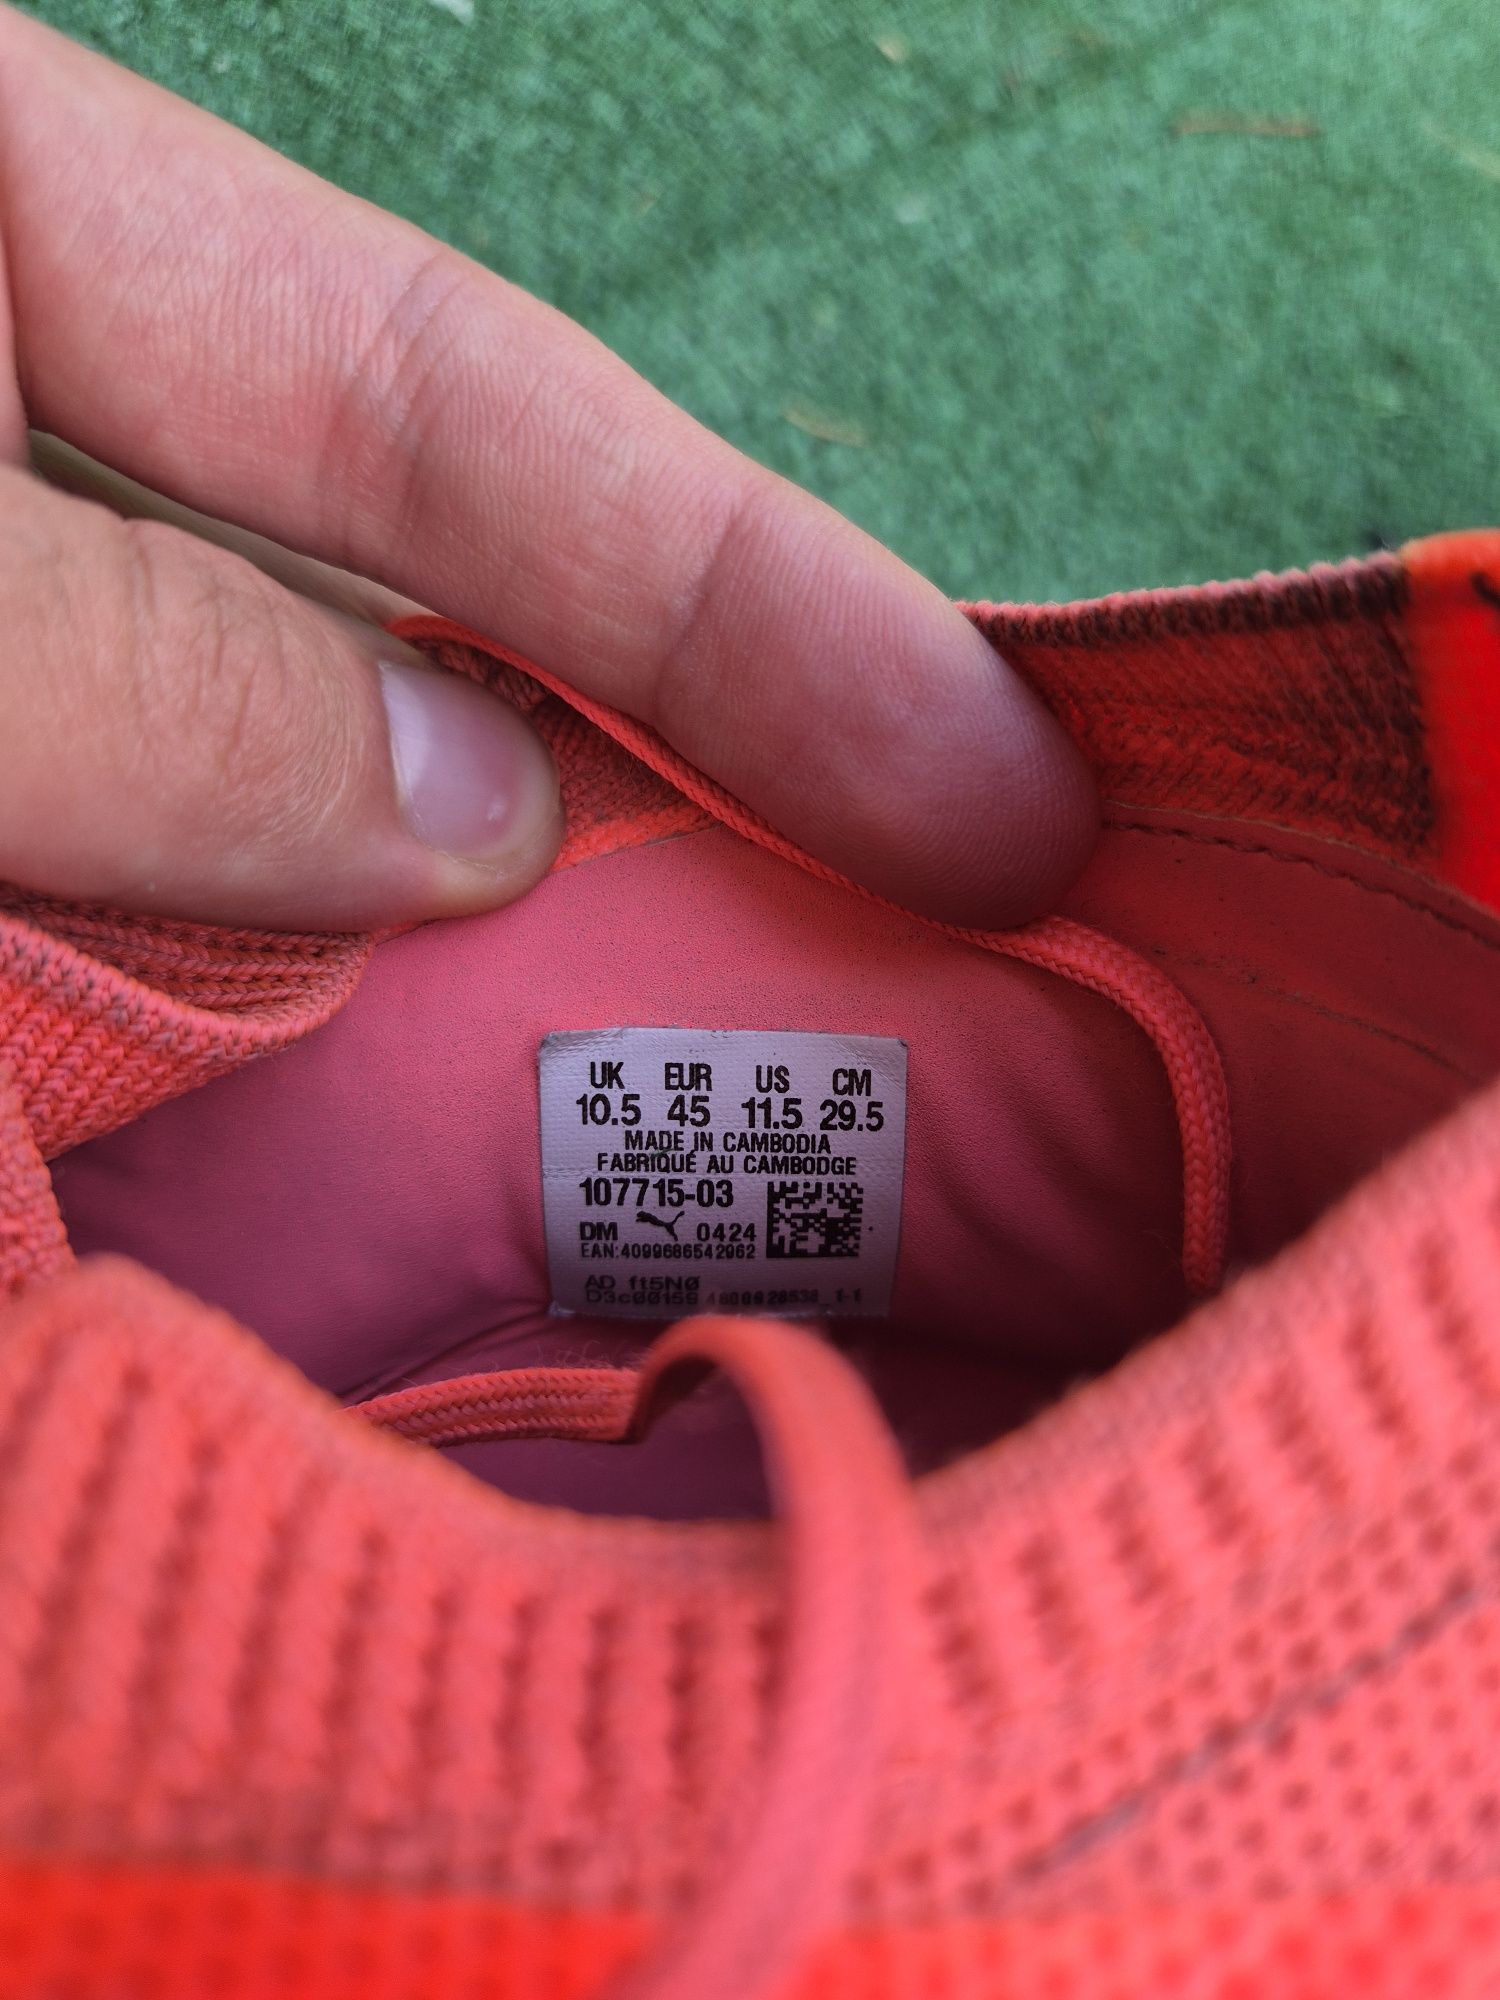 UK EUR US CM
10.5 45 11.5 29.5
MADE IN CAMBODIA
FABRIQUÉ AU CAMBODGE
107715-03
DM 0424
EAN:4099686542962
AD ft5NØ